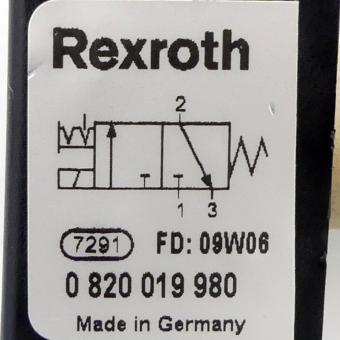 Rexroth
2
1 3
7291 FD: 09W06
0 820 019 980
Made in Germany